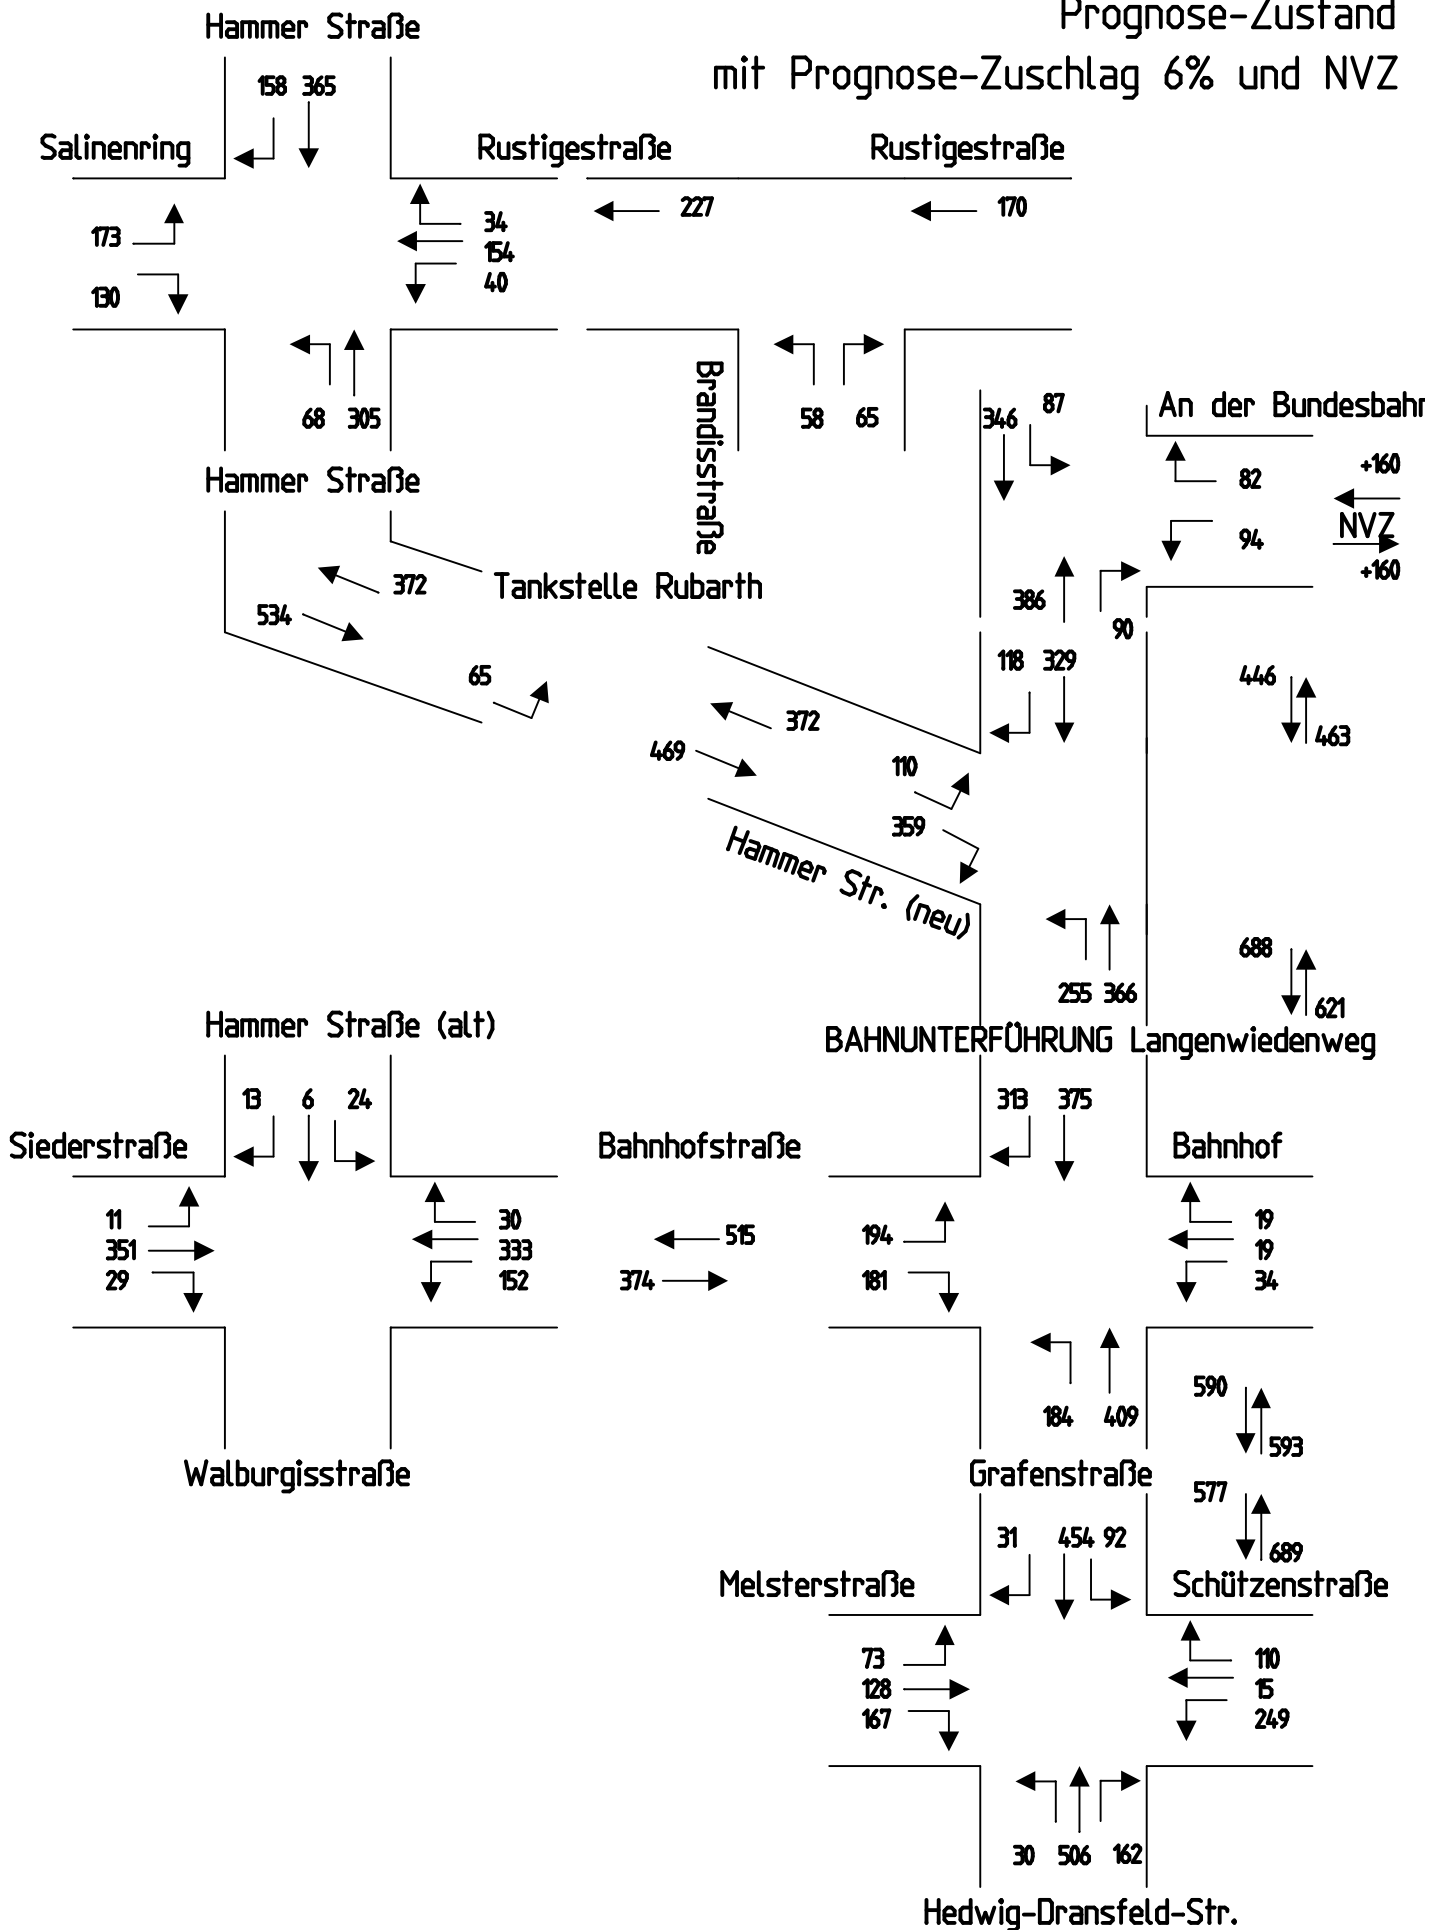 Prognose-Zustand
mit Prognose-Zuschlag 6% und NVZ
Hammer Straße
158 365
Salinenring
Rustigestraße
Rustigestraße
173
130
34
154
40
227
170
68 305
58 65
Brandisstraße
Hammer Straße
346 87
An der Bundesbahn
82
94
+160
NVZ
+160
372
534
Tankstelle Rubarth
65
386
90
118 329
446
463
372
469
110
359
Hammer Str. (neu)
255 366
688
621
BAHNUNTERFÜHRUNG Langenwiedenweg
Hammer Straße (alt)
13 6 24
313 375
Siederstraße
Bahnhofstraße
Bahnhof
11
351
29
30
333
152
515
374
194
181
19
19
34
184 409
590
593
Walburgisstraße
Grafenstraße
577
689
31 454 92
Melsterstraße
Schützenstraße
73
128
167
110
15
249
30 506 162
Hedwig-Dransfeld-Str.